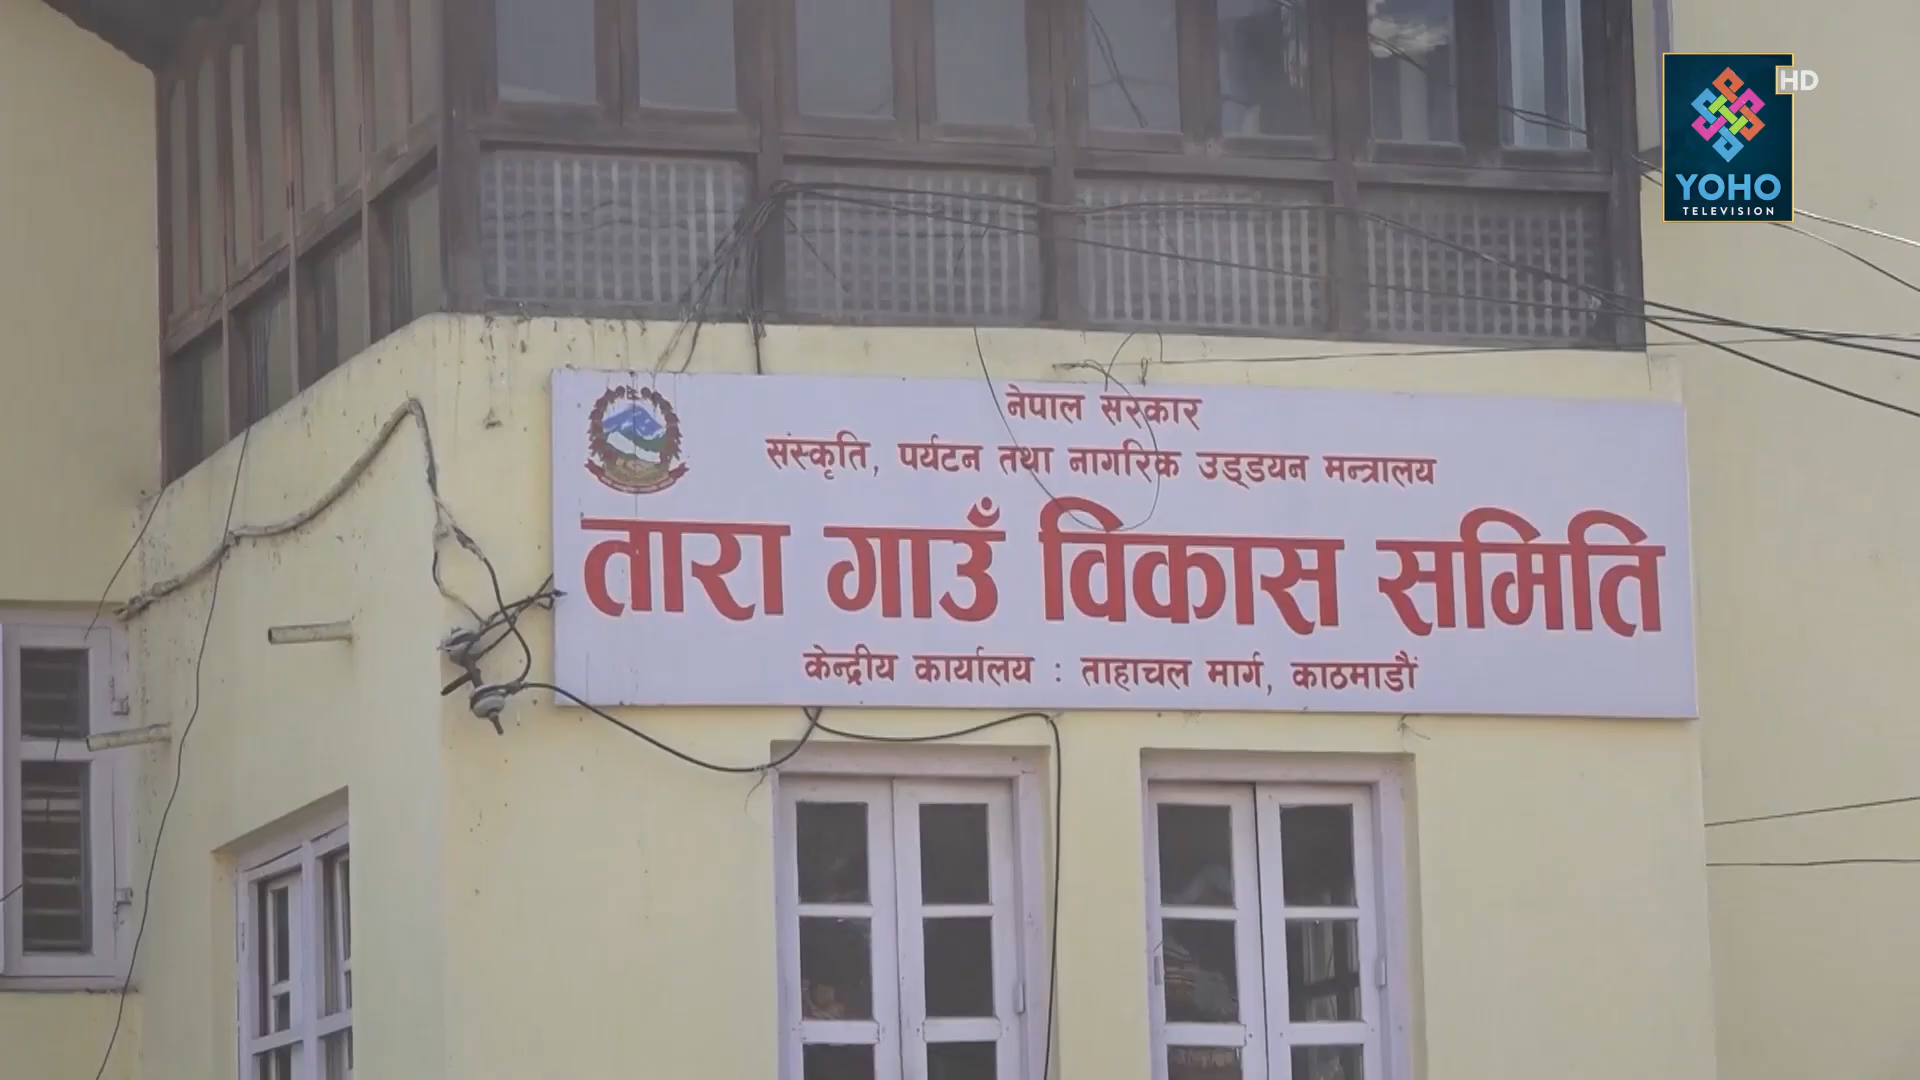 HD
YOHO
TELEVISION
नेपाल सरकार
संस्कृति, पर्यटन तथा नागरिक उड्डयन मन्त्रालय
तारा गाउँ विकास समिति
केन्द्रीय कार्यालय : ताहाचल मार्ग, काठमाडौं